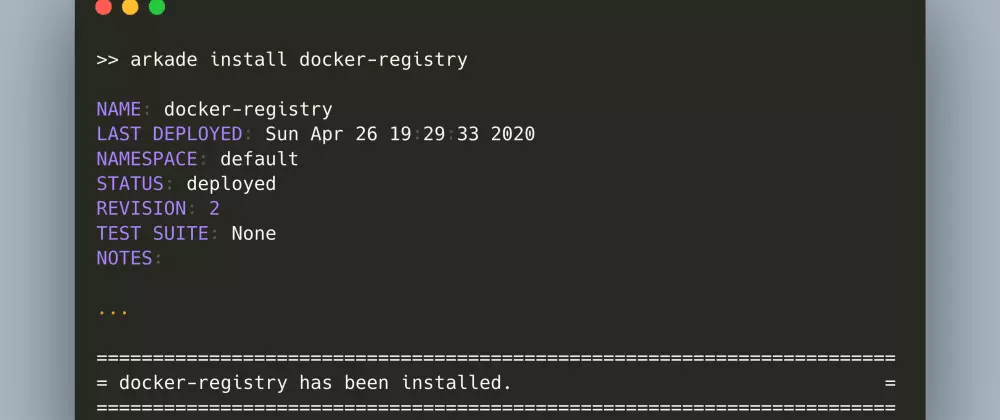 >> arkade install docker-registry
NAME: docker-registry
LAST DEPLOYED: Sun Apr 26 19:29:33 2020
NAMESPACE: default
STATUS: deployed
REVISION: 2
TEST SUITE: None
NOTES:
...
=======================================================================
= docker-registry has been installed.                                 =
=======================================================================